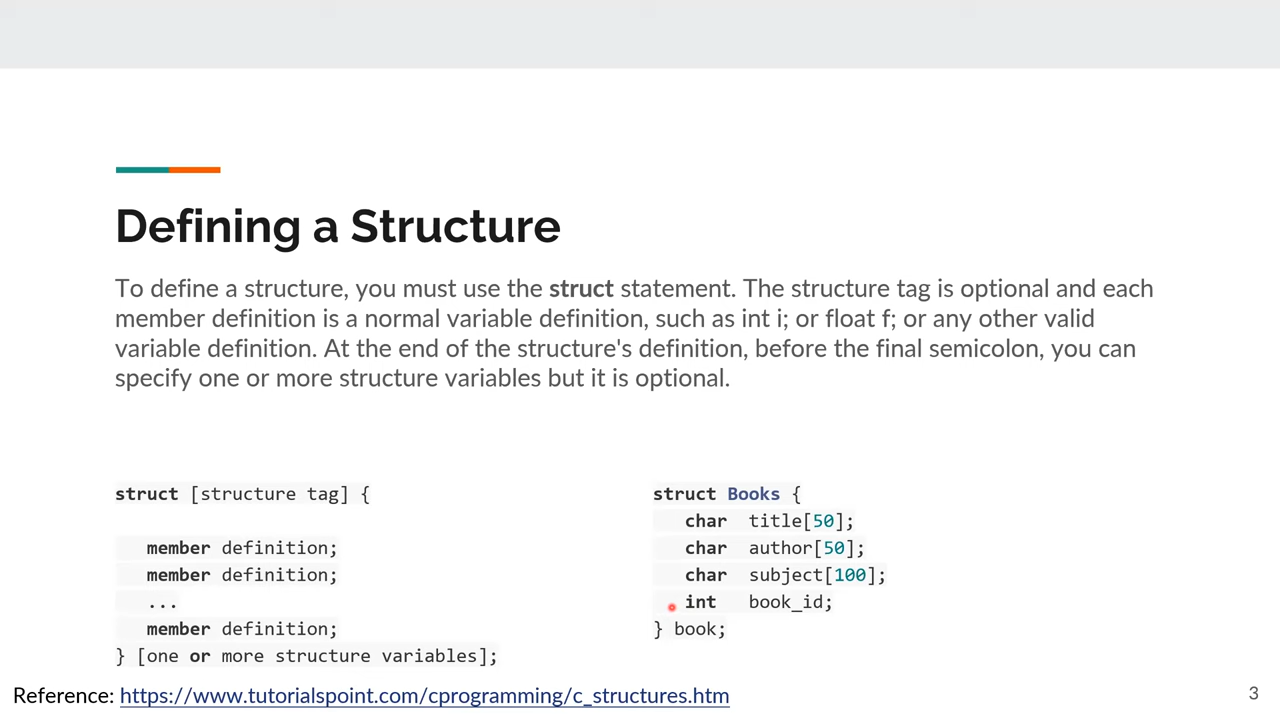 3
Defining a Structure
To define a structure, you must use the struct statement. The structure tag is optional and each
member definition is a normal variable definition, such as int i; or float f; or any other valid
variable definition. At the end of the structure's definition, before the final semicolon, you can
specify one or more structure variables but it is optional.
struct [structure tag] {
member definition;
member definition;
...
member definition;
} [one or more structure variables];
struct Books {
char title[50];
char author[50];
char subject[100];
int book_id;
} book;
Reference: https://www.tutorialspoint.com/cprogramming/c_structures.htm
3